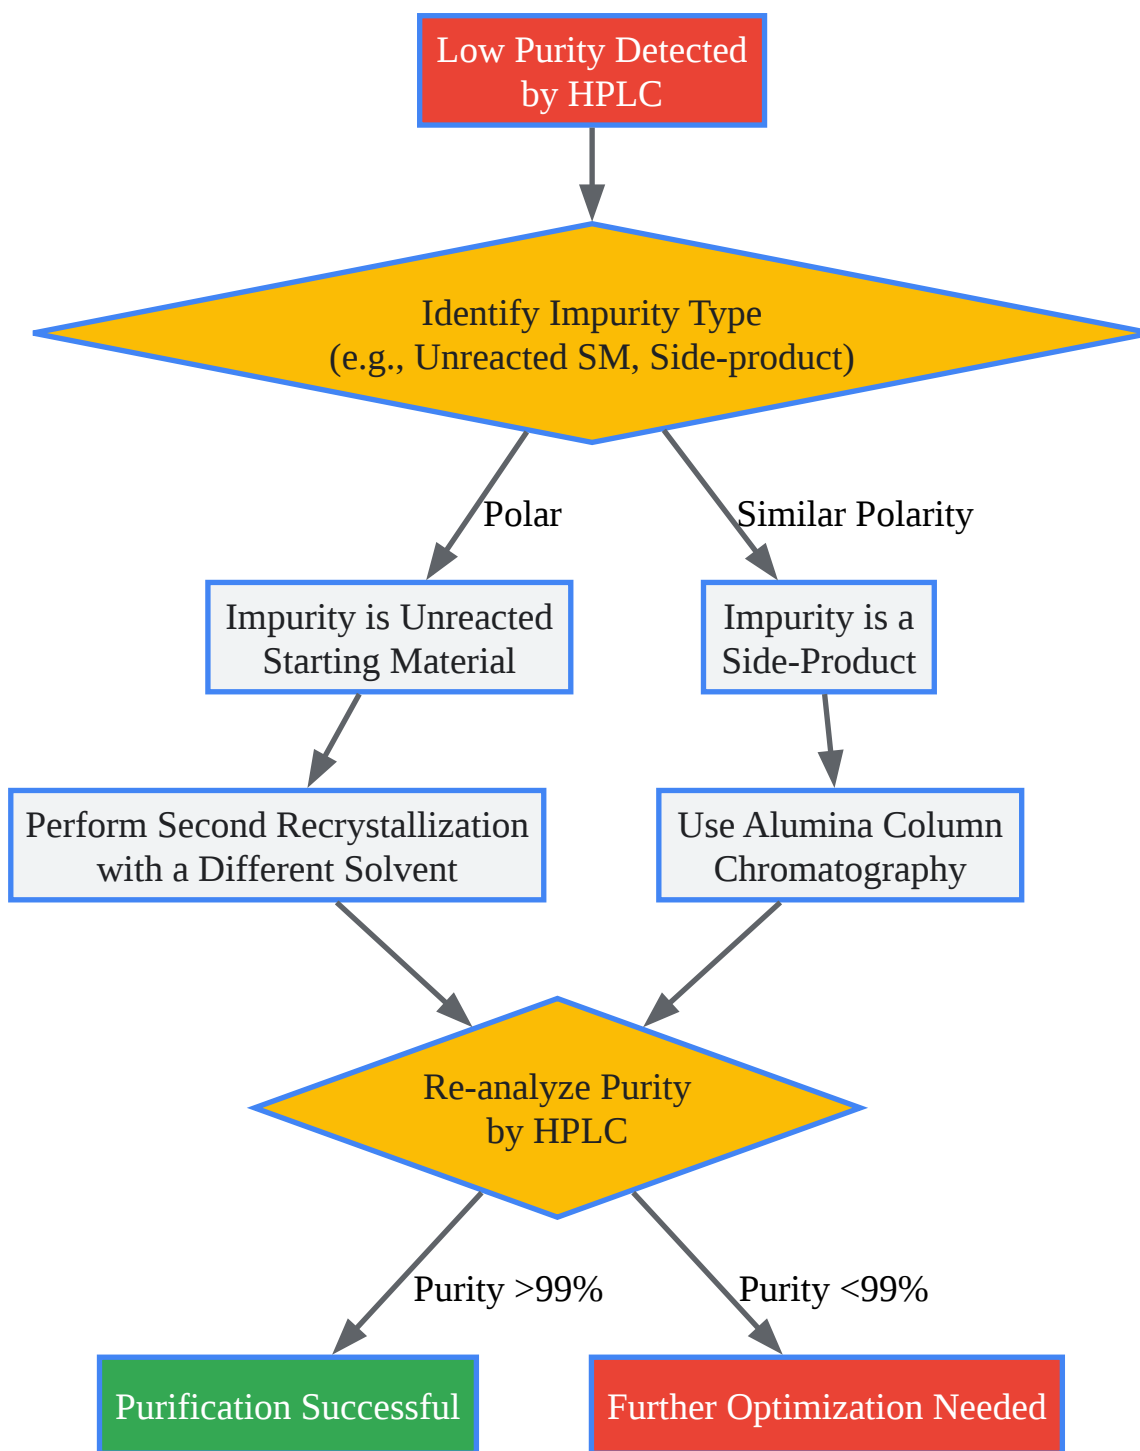 Low Purity Detected
by HPLC
Identify Impurity Type
(e.g., Unreacted SM, Side-product)
Polar
Similar Polarity
Impurity is Unreacted
Starting Material
Impurity is a
Side-Product
Perform Second Recrystallization
with a Different Solvent
Use Alumina Column
Chromatography
Re-analyze Purity
by HPLC
Purity >99%
Purity <99%
Purification Successful
Further Optimization Needed